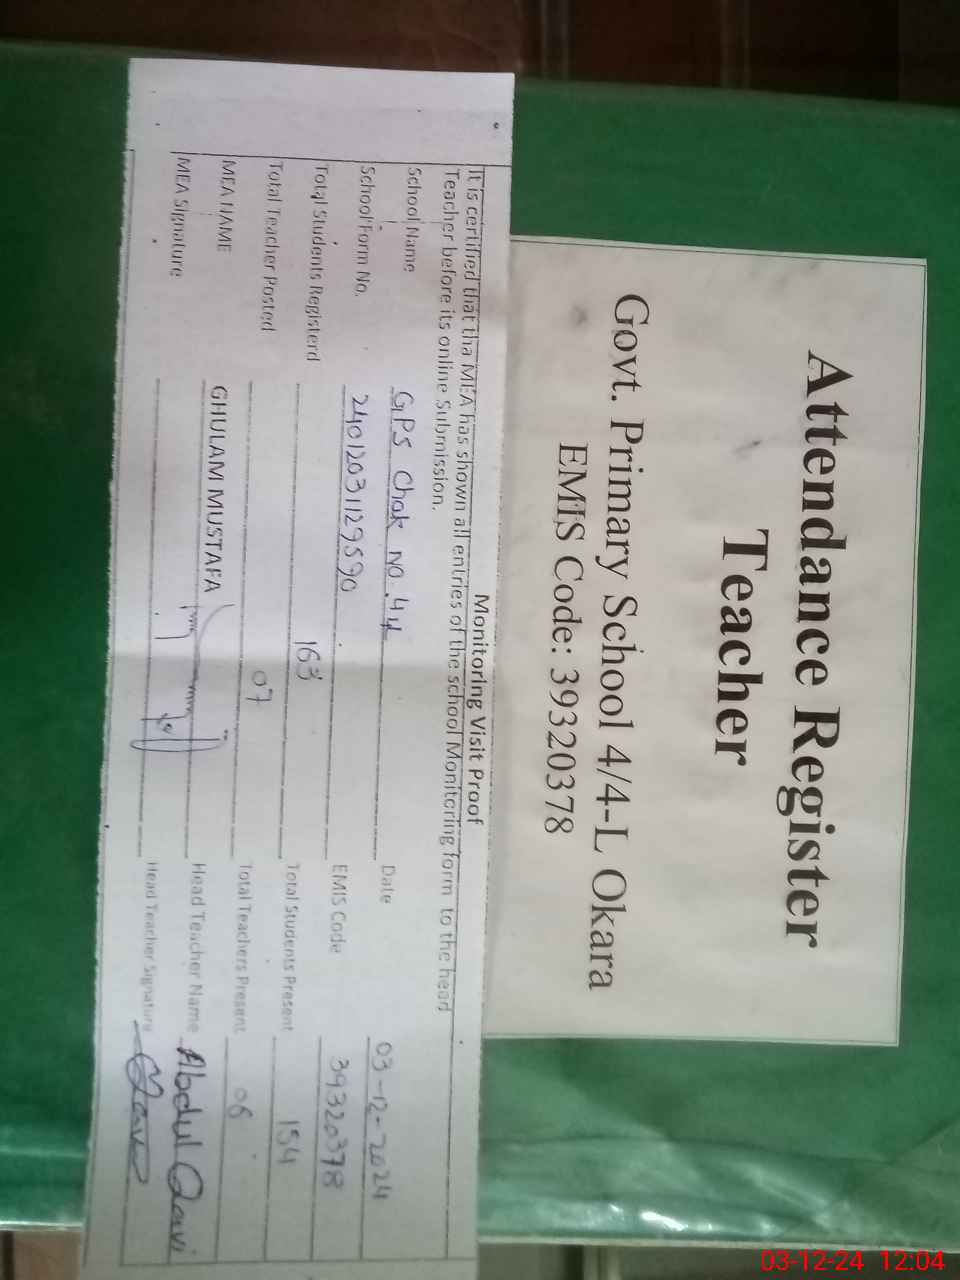 Attendance Register
Teacher
Govt. Primary School 4/4-L Okara
EMIS Code: 39320378
Monitoring Visit Proof
It is certified that tha MEA has shown all entries of the school Monitoring form to the head
Teacher before its online Submission.
School Name GPS Chak No. 44 Date 03-12-2024
School Form No. 24012031129590 EMIS Code 39320378
Total Students Registerd 163 Total Students Present 154
Total Teacher Posted 07 Total Teachers Present 06
MEA NAME GHULAM MUSTAFA Head Teacher Name Abdul Qavi
MEA Signature Head Teacher Signature
03-12-24 12:04